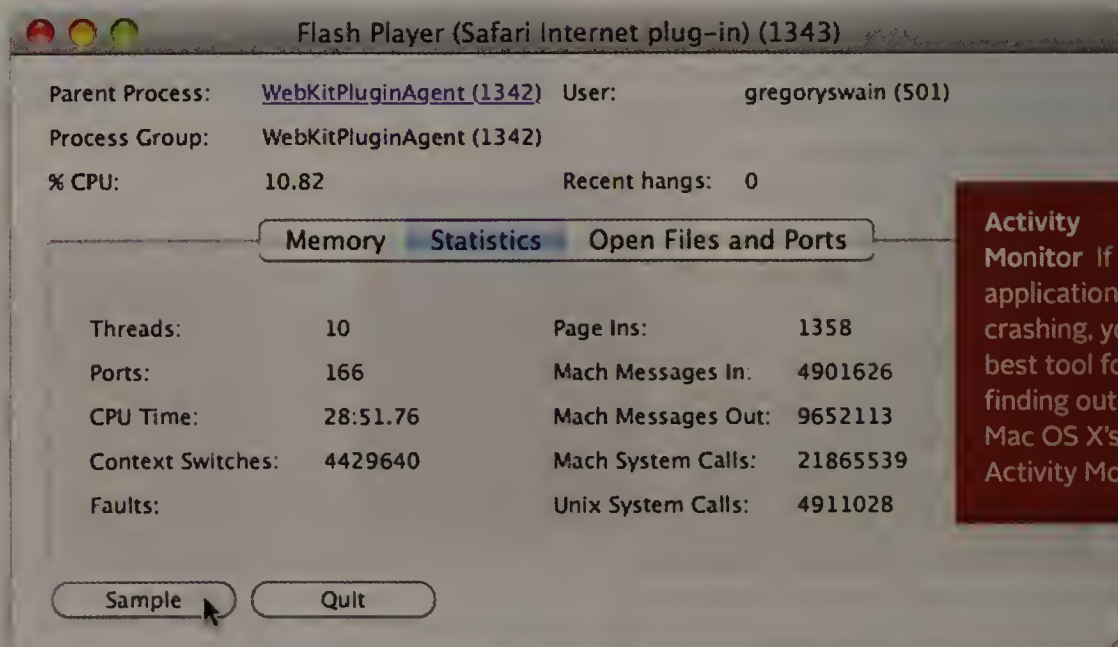 Flash Player (Safari Internet plug-in) (1343)
Parent Process: WebKitPluginAgent (1342) User: gregoryswain (501)
Process Group: WebKitPluginAgent (1342)
% CPU: 10.82 Recent hangs: 0
Memory Statistics Open Files and Ports
Threads: 10 Page Ins: 1358
Ports: 166 Mach Messages In: 4901626
CPU Time: 28:51.76 Mach Messages Out: 9652113
Context Switches: 4429640 Mach System Calls: 21865539
Faults: Unix System Calls: 4911028
Sample Quit
Activity
Monitor If
application
crashing,
best tool
finding out
Mac OS X's
Activity